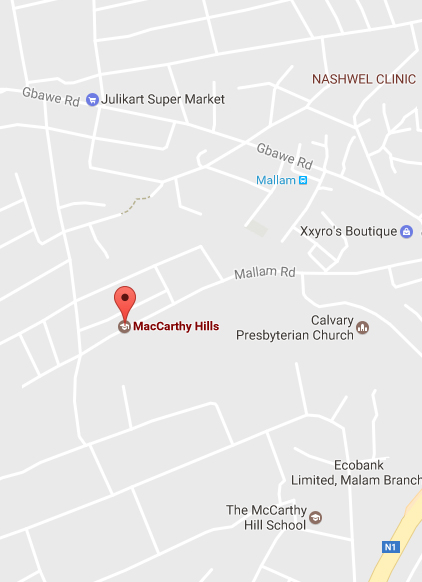 NASHWEL CLINIC
Gbawe Rd
Julikart Super Market
Gbawe Rd
Mallam
Xxyro's Boutique
Mallam Rd
MacCarthy Hills
Calvary
Presbyterian Church
Ecobank
Limited, Malam Branch
The McCarthy
Hill School
N1